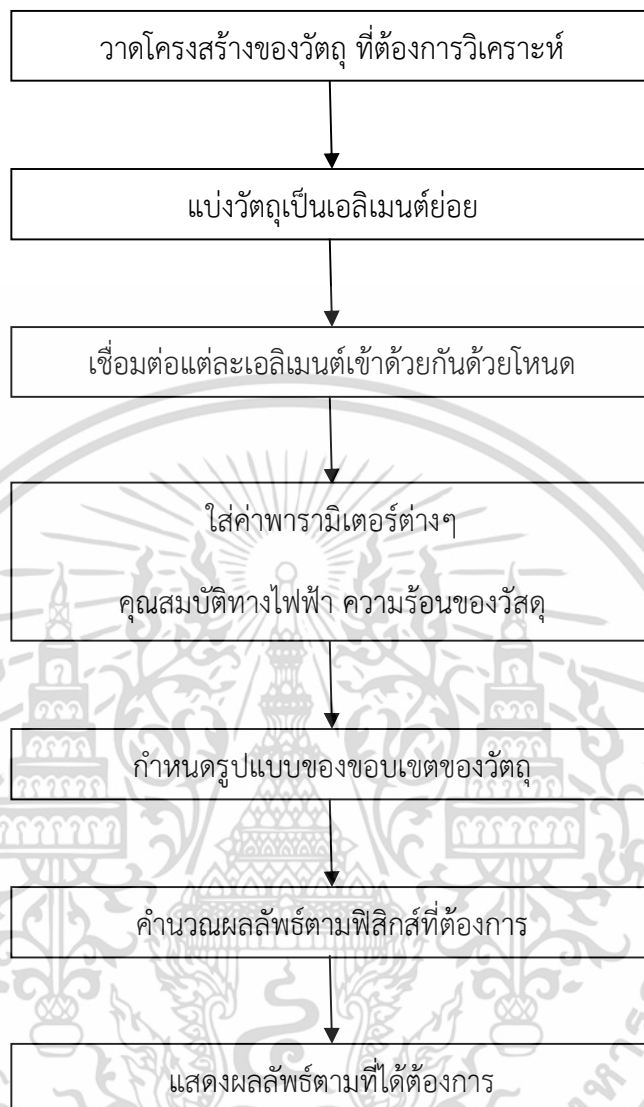 วาดโครงสร้างของวัตถุ ที่ต้องการวิเคราะห์
แบ่งวัตถุเป็นเอลิเมนต์ย่อย
เชื่อมต่อแต่ละเอลิเมนต์เข้าด้วยกันด้วยโหนด
ใส่ค่าพารามิเตอร์ต่างๆ
คุณสมบัติทางไฟฟ้า ความร้อนของวัสดุ
กำหนดรูปแบบของขอบเขตของวัตถุ
คำนวณผลลัพธ์ตามฟิสิกส์ที่ต้องการ
แสดงผลลัพธ์ตามที่ได้ต้องการ